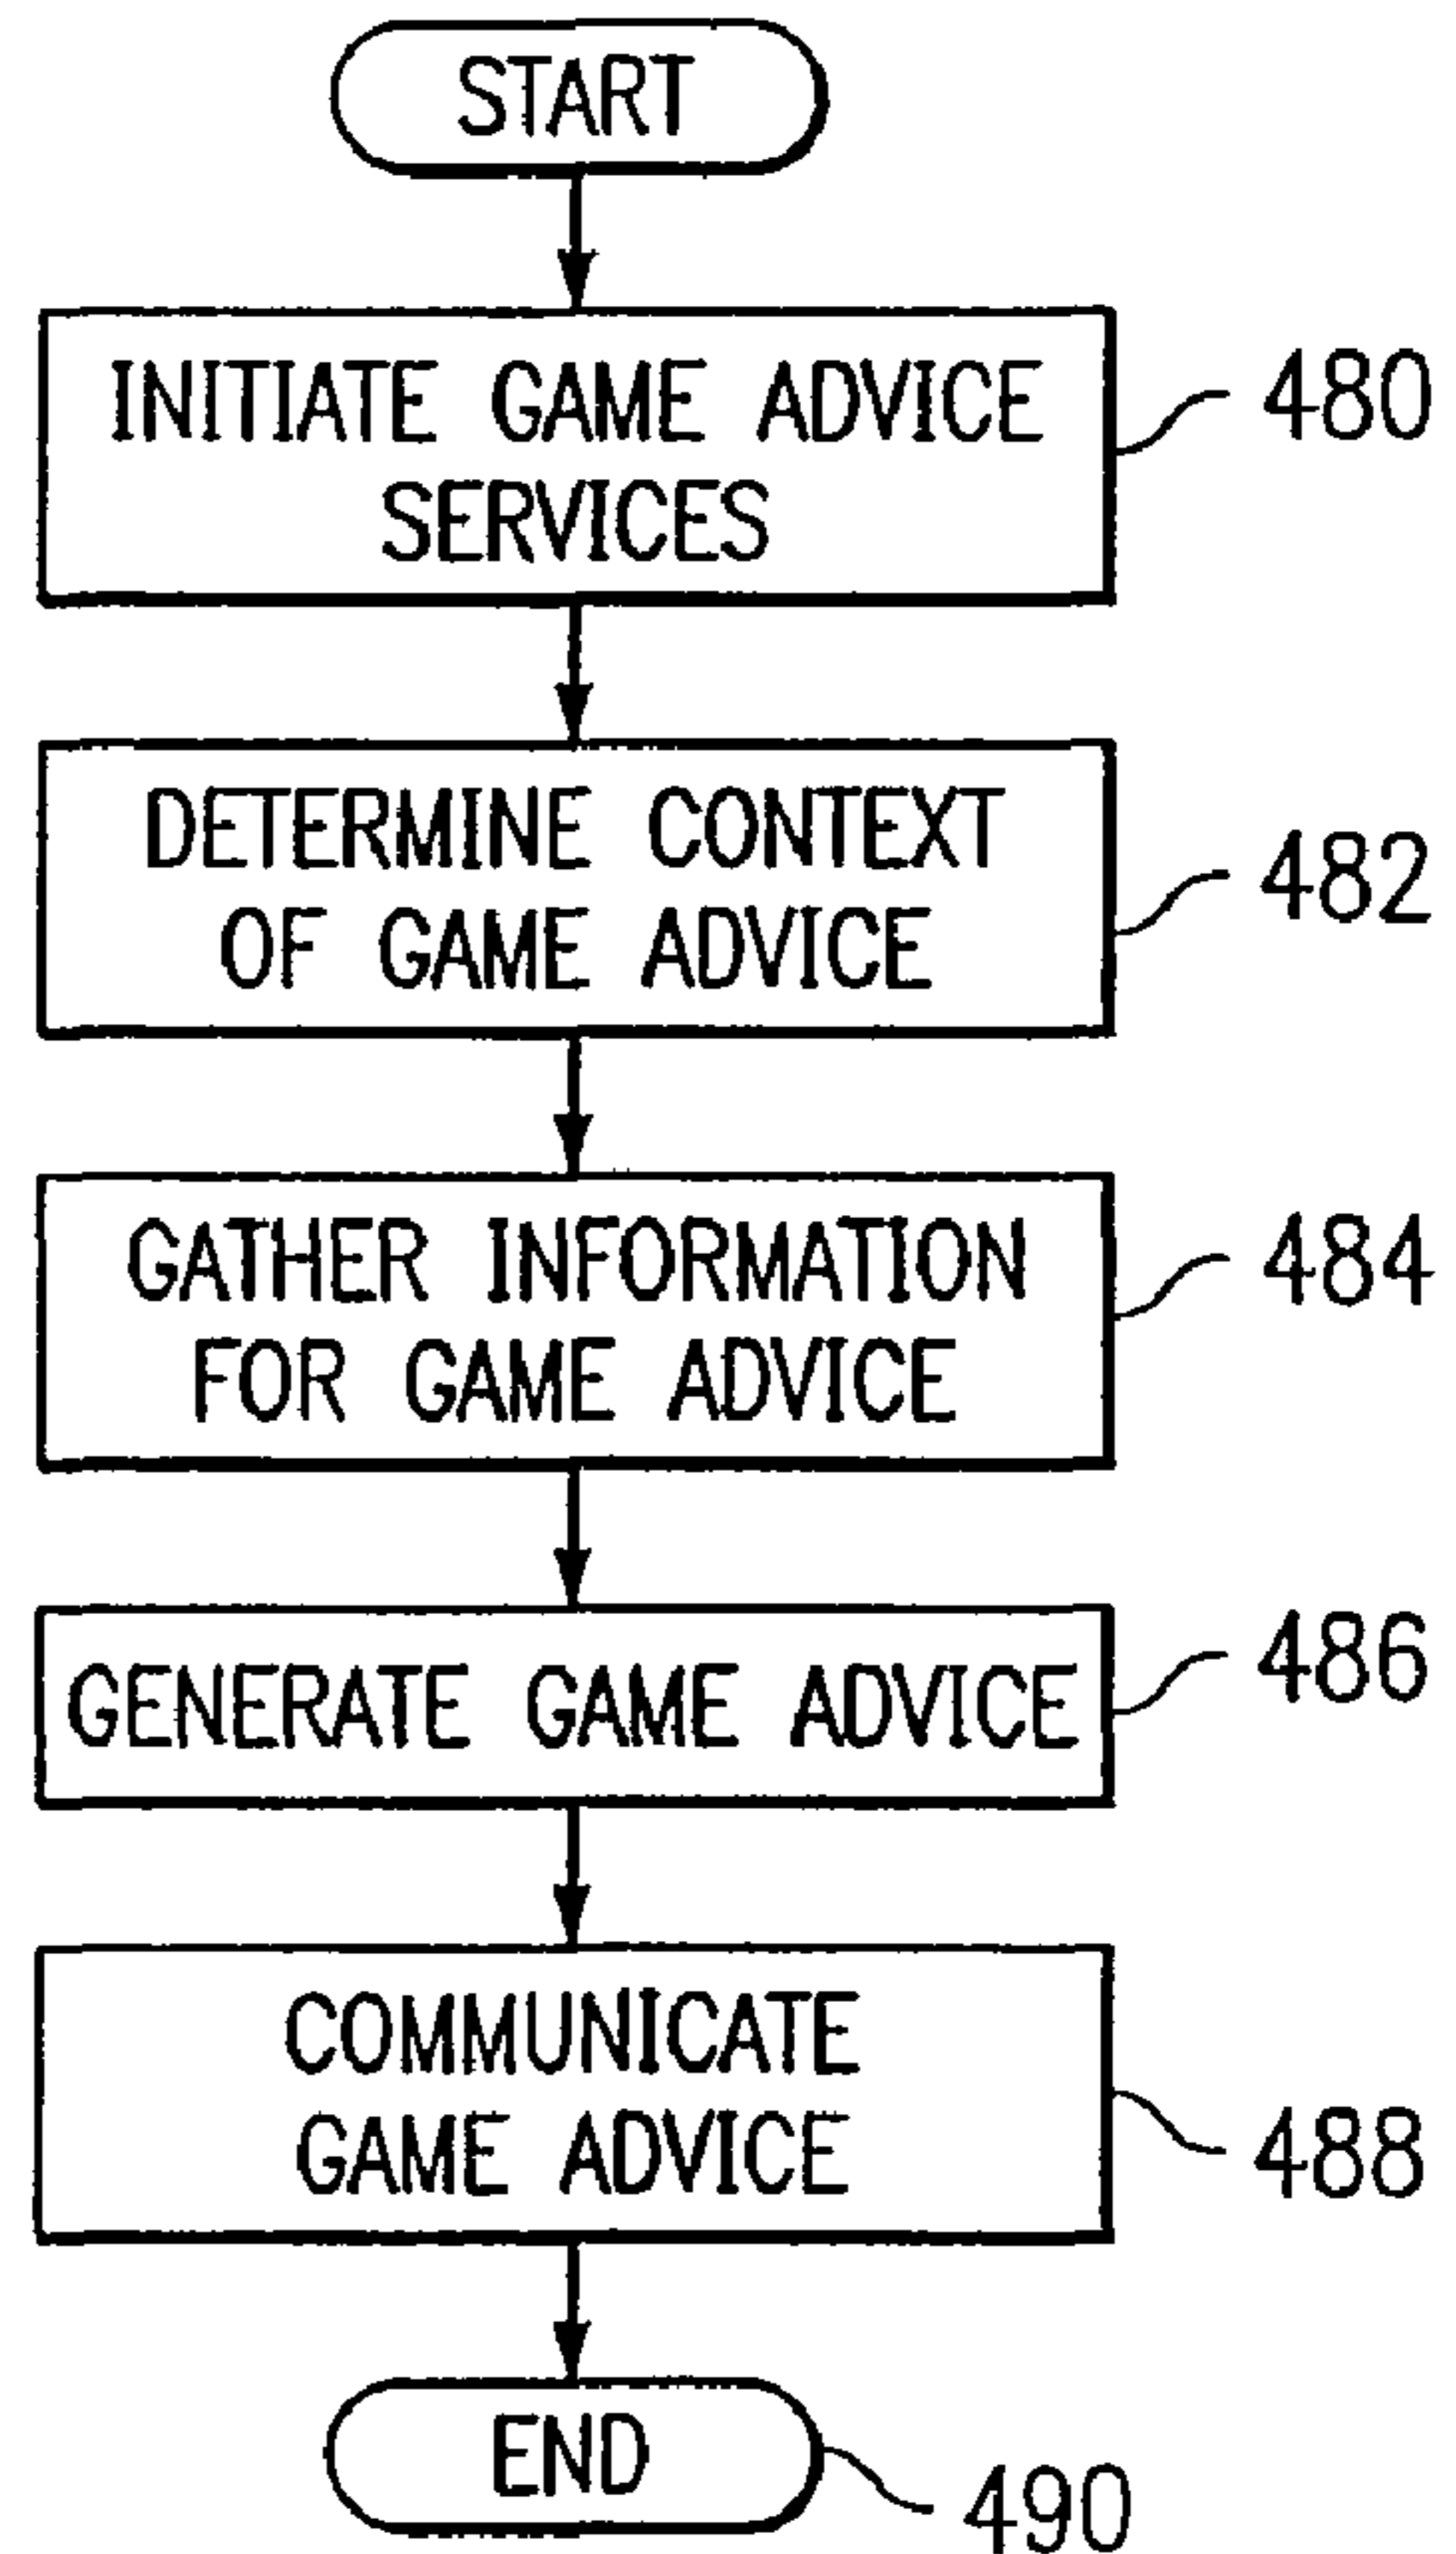 START
INITIATE GAME ADVICE
SERVICES
480
DETERMINE CONTEXT
OF GAME ADVICE
482
GATHER INFORMATION
FOR GAME ADVICE
484
GENERATE GAME ADVICE
486
COMMUNICATE
GAME ADVICE
488
END
490